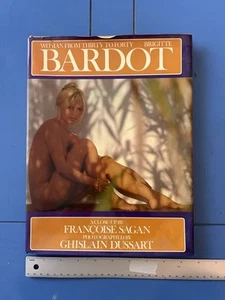 WOMAN FROM THIRTY TO FORTY BRIGITTE
BARDOT
A CLOSE-UP BY
FRANÇOISE SAGAN
PHOTOGRAPHED BY
GHISLAIN DUSSART